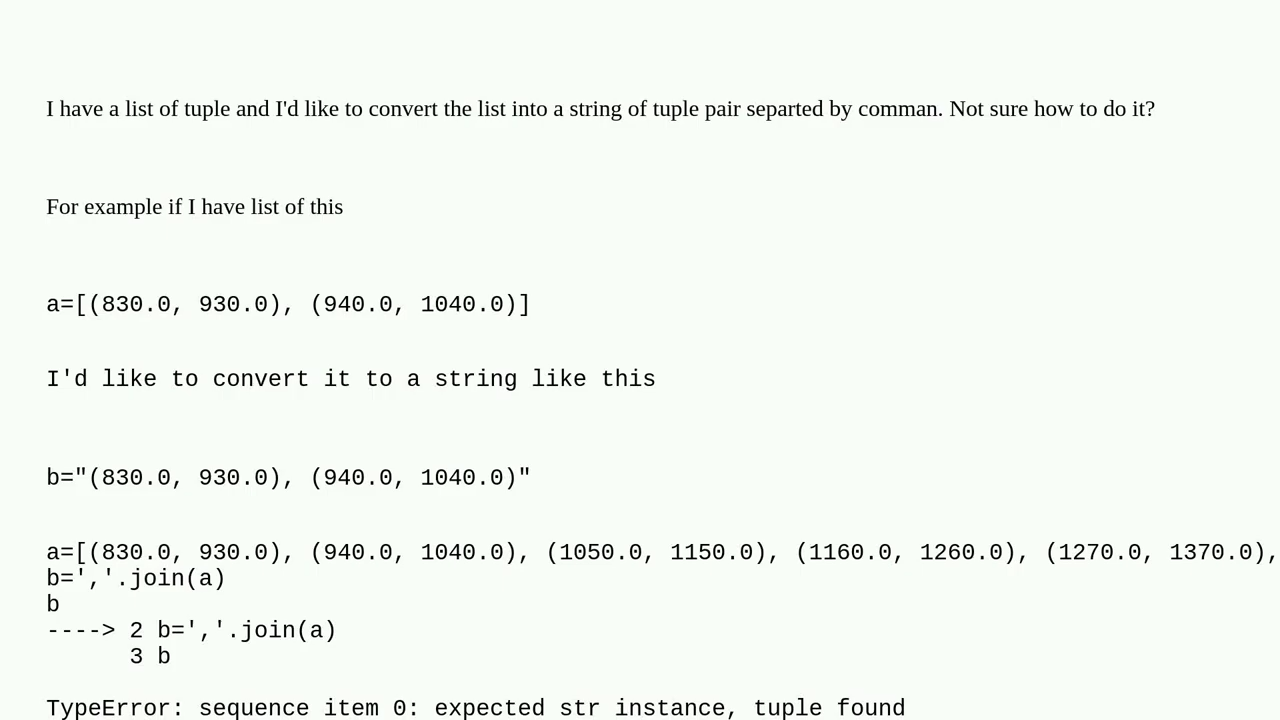 I have a list of tuple and I'd like to convert the list into a string of tuple pair separted by comman. Not sure how to do it?
For example if I have list of this
a=[(830.0, 930.0), (940.0, 1040.0)]
I'd like to convert it to a string like this
b="(830.0, 930.0), (940.0, 1040.0)"
a=[(830.0, 930.0), (940.0, 1040.0), (1050.0, 1150.0), (1160.0, 1260.0), (1270.0, 1370.0),
b=','.join(a)
b
----> 2 b=','.join(a)
      3 b
TypeError: sequence item 0: expected str instance, tuple found